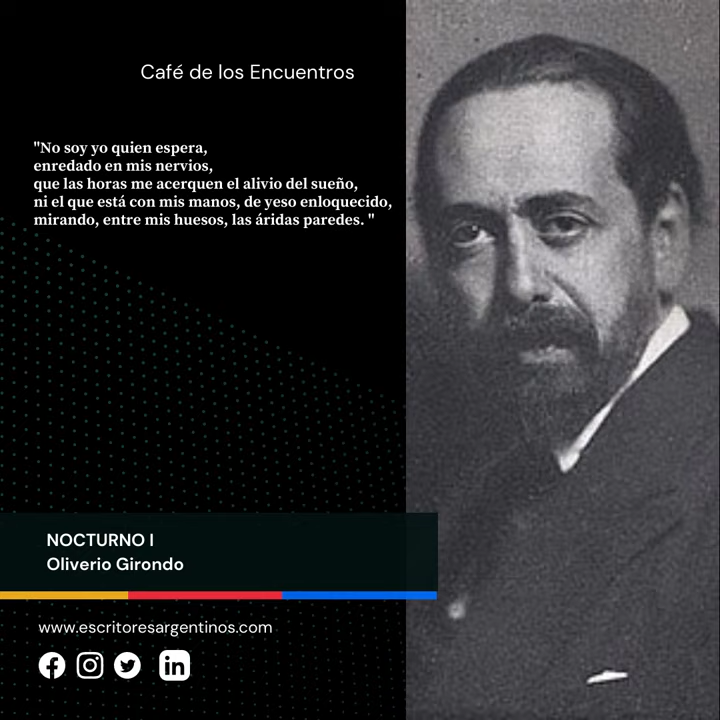 Café de los Encuentros
"No soy yo quien espera,
enredado en mis nervios,
que las horas me acerquen el alivio del sueño,
ni el que está con mis manos, de yeso enloquecido,
mirando, entre mis huesos, las áridas paredes. "
NOCTURNO I
Oliverio Girondo
www.escritoresargentinos.com
in